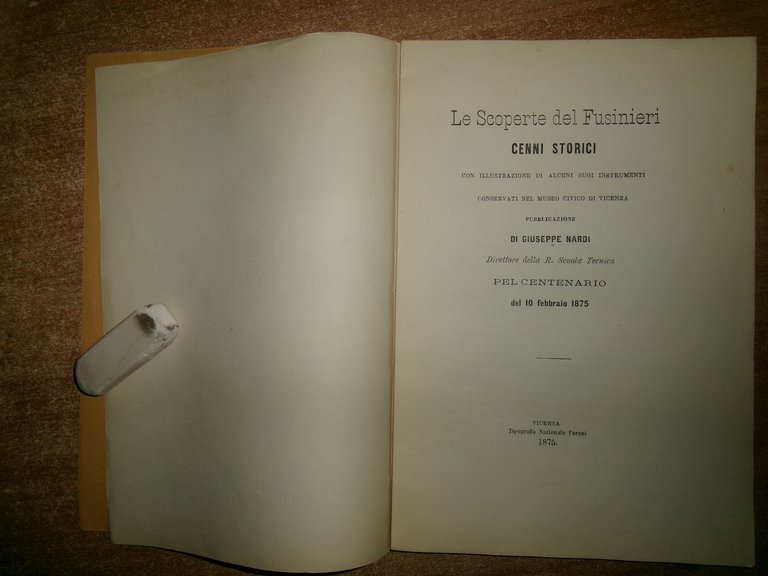 Le Scoperte del Fusinieri
CENNI STORICI
CON ILLUSTRAZIONE DI ALCUNI SUOI INSTRUMENTI
CONSERVATI NEL MUSEO CIVICO DI VICENZA
PUBBLICAZIONE
DI GIUSEPPE NARDI
Direttore della R. Scuola Tecnica
PEL CENTENARIO
del 10 febbraio 1875
VICENZA
Tipografia Nazionale Paroni
1875.